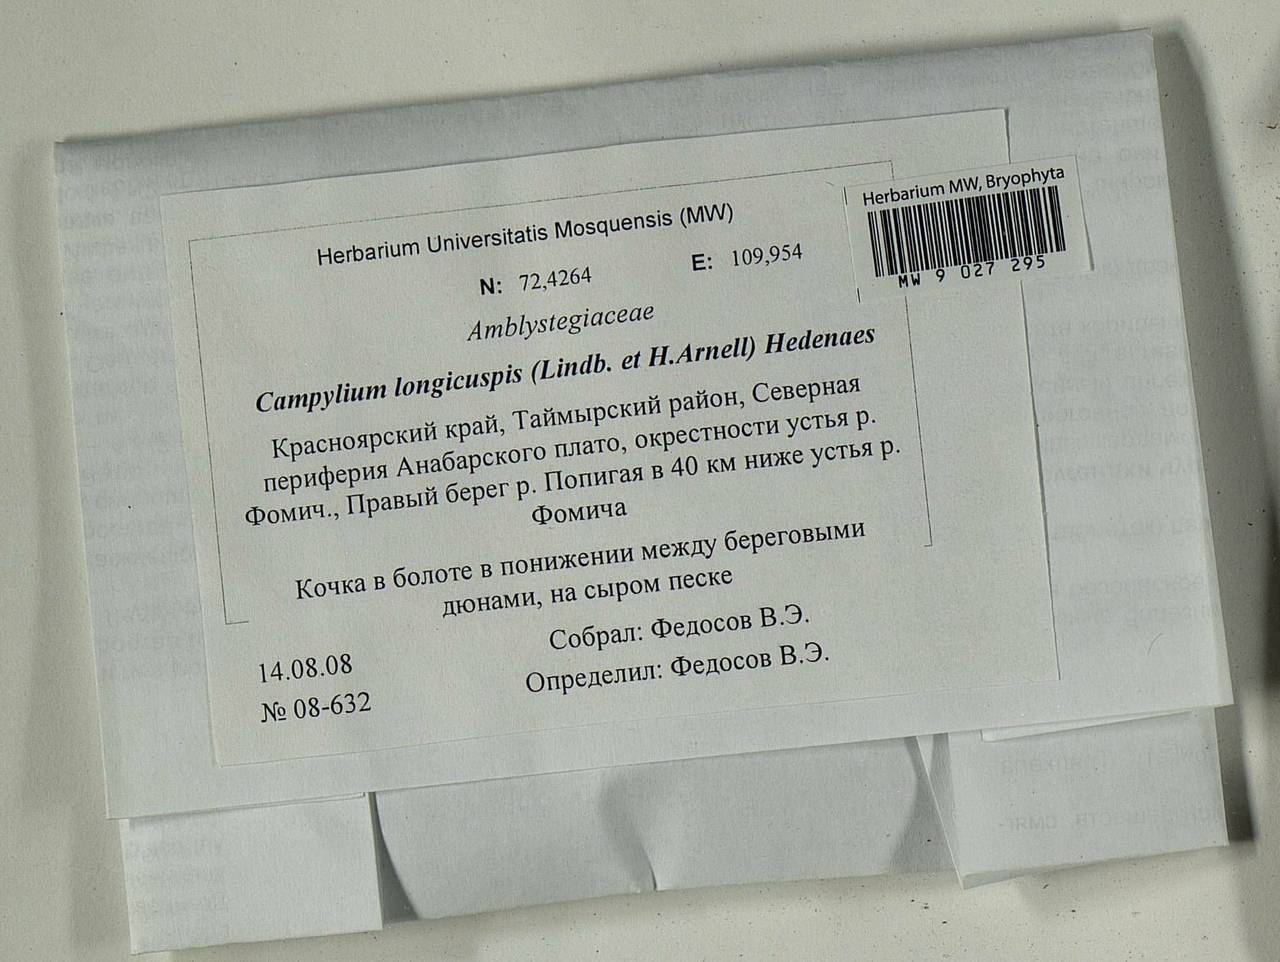 Herbarium Universitatis Mosquensis (MW)
N: 72,4264 E: 109,954
Amblystegiaceae
Campylium longicuspis (Lindb. et H.Arnell) Hedenaes
Красноярский край, Таймырский район, Северная
периферия Анабарского плато, окрестности устья р.
Фомич., Правый берег р. Попигая в 40 км ниже устья р.
Фомича
Кочка в болоте в понижении между береговыми
дюнами, на сыром песке
Собрал: Федосов В.Э.
Определил: Федосов В.Э.
14.08.08
№ 08-632
Herbarium MW, Bryophyta
MW 9 027 295